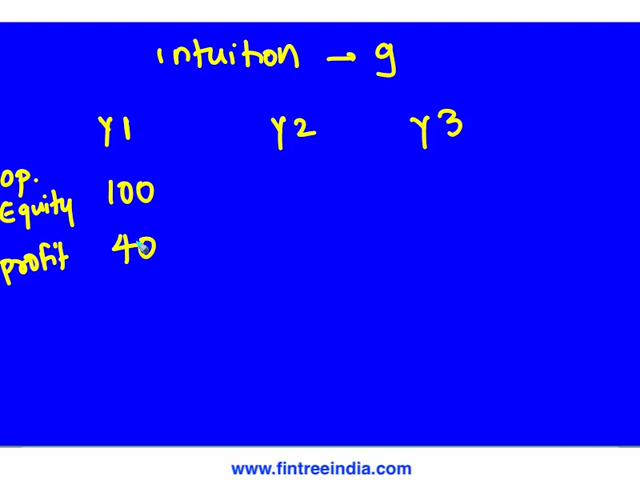 intuition → g
Y1 Y2 Y3
Op.
Equity 100
profit 40
www.fintreeindia.com